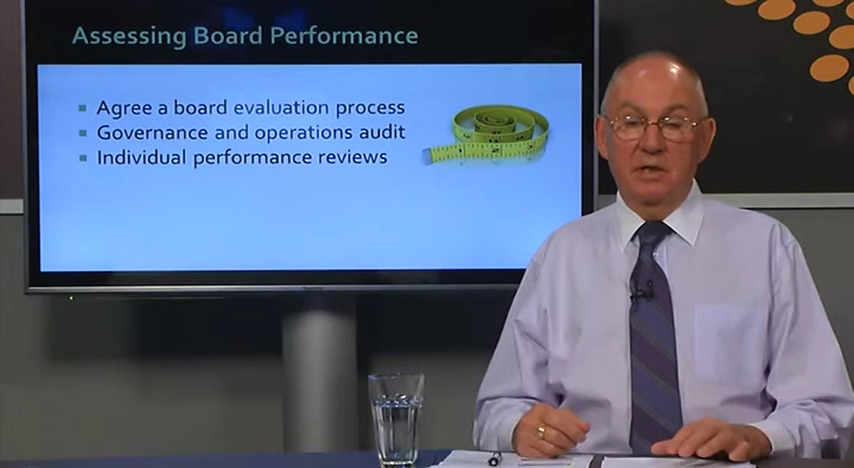 Assessing Board Performance
Agree a board evaluation process
Governance and operations audit
Individual performance reviews